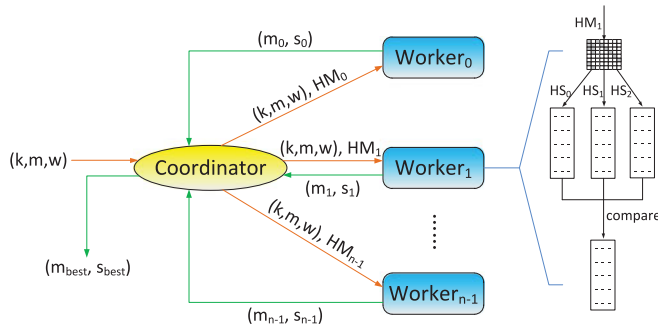 (m0, s0)
Worker0
HM1
(k,m,w), HM0
HS0 HS1 HS2
(k,m,w), HM1
(k,m,w)
Coordinator
Worker1
(m1, s1)
compare
(k,m,w), HMn-1
(mbest, sbest)
Workern-1
(mn-1, sn-1)